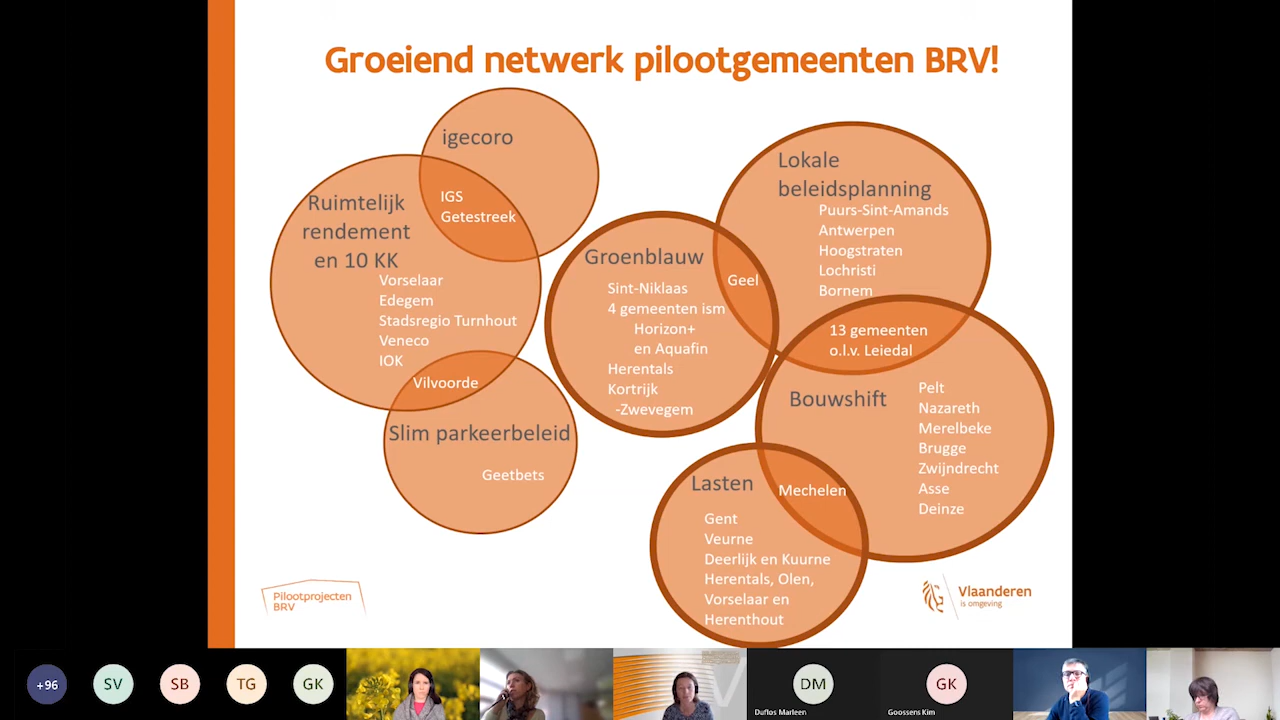 Groeiend netwerk pilootgemeenten BRV!
igecoro
IGS
Getestreek
Ruimtelijk
rendement
en 10 KK
Vorselaar
Edegem
Stadsregio Turnhout
Veneco
IOK
Vilvoorde
Slim parkeerbeleid
Geetbets
Groenblauw
Sint-Niklaas
4 gemeenten ism
Horizon+
en Aquafin
Herentals
Kortrijk
-Zwevegem
Geel
Lokale
beleidsplanning
Puurs-Sint-Amands
Antwerpen
Hoogstraten
Lochristi
Bornem
13 gemeenten
o.l.v. Leiedal
Bouwshift
Pelt
Nazareth
Merelbeke
Brugge
Zwijndrecht
Asse
Deinze
Lasten
Mechelen
Gent
Veurne
Deerlijk en Kuurne
Herentals, Olen,
Vorselaar en
Herenthout
Pilootprojecten
BRV
Vlaanderen
is omgeving
+96
SV
SB
TG
GK
DM
Duflos Marleen
GK
Goossens Kim